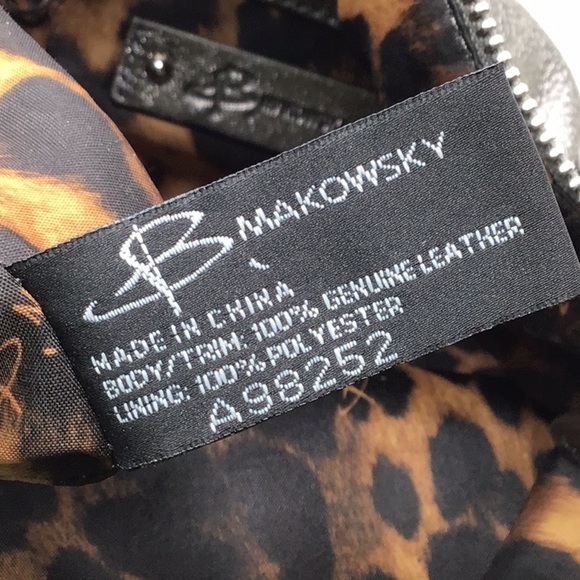 B MAKOWSKY
MADE IN CHINA
BODY/TRIM: 100% GENUINE LEATHER
LINING: 100% POLYESTER
A98252